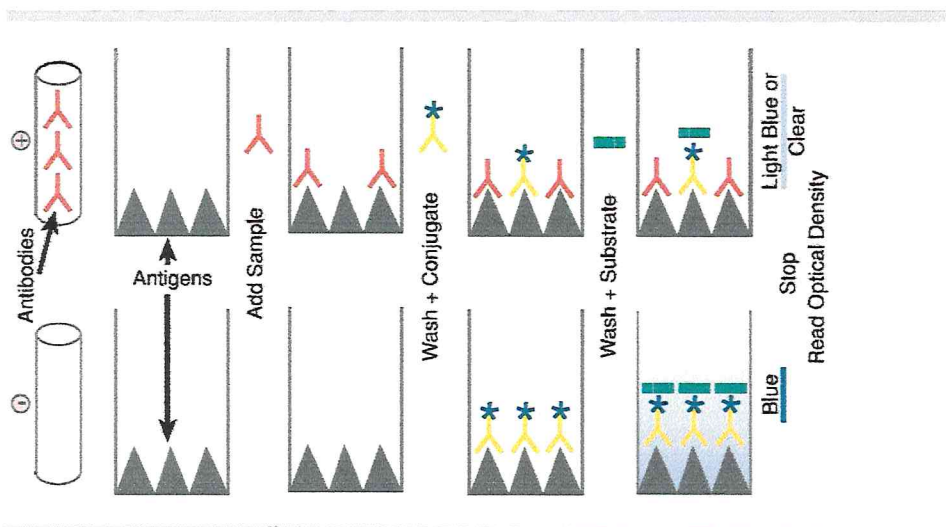 ⊕
⊖
Antibodies
Antigens
Add Sample
Wash + Conjugate
Wash + Substrate
Light Blue or
Clear
Blue
Stop
Read Optical Density